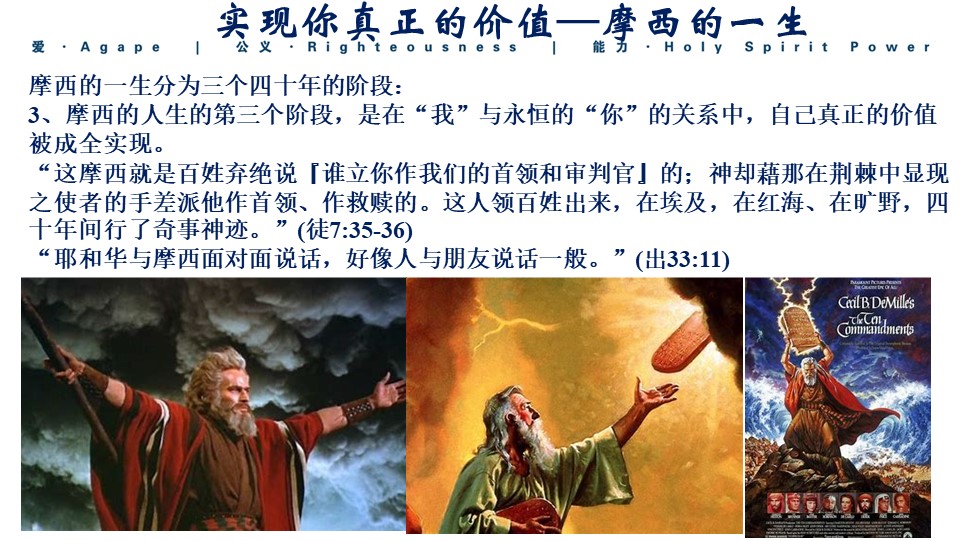 实现你真正的价值—摩西的一生
爱 · Agape | 公义 · Righteousness | 能力 · Holy Spirit Power
摩西的一生分为三个四十年的阶段：
3、摩西的人生的第三个阶段，是在“我”与永恒的“你”的关系中，自己真正的价值
被成全实现。
“这摩西就是百姓弃绝说『谁立你作我们的首领和审判官』的；神却藉那在荆棘中显现
之使者的手差派他作首领、作救赎的。这人领百姓出来，在埃及，在红海、在旷野，四
十年间行了奇事神迹。”(徒7:35-36)
“耶和华与摩西面对面说话，好像人与朋友说话一般。”(出33:11)
PARAMOUNT PICTURES PRESENTS
THE GREATEST EPIC OF ALL!
Cecil B. DeMille's
The Ten
Commandments